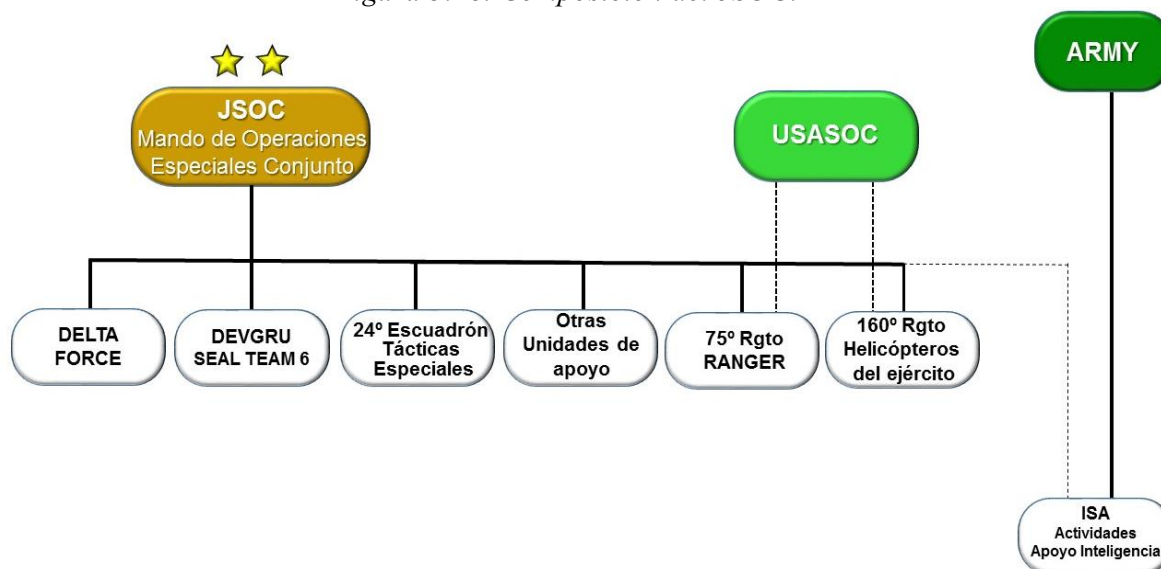 JSOC
Mando de Operaciones
Especiales Conjunto
USASOC
ARMY
DELTA
FORCE
DEVGRU
SEAL TEAM 6
24º Escuadrón
Tácticas
Especiales
Otras
Unidades de
apoyo
75º Rgto
RANGER
160º Rgto
Helicópteros
del ejército
ISA
Actividades
Apoyo Inteligencia